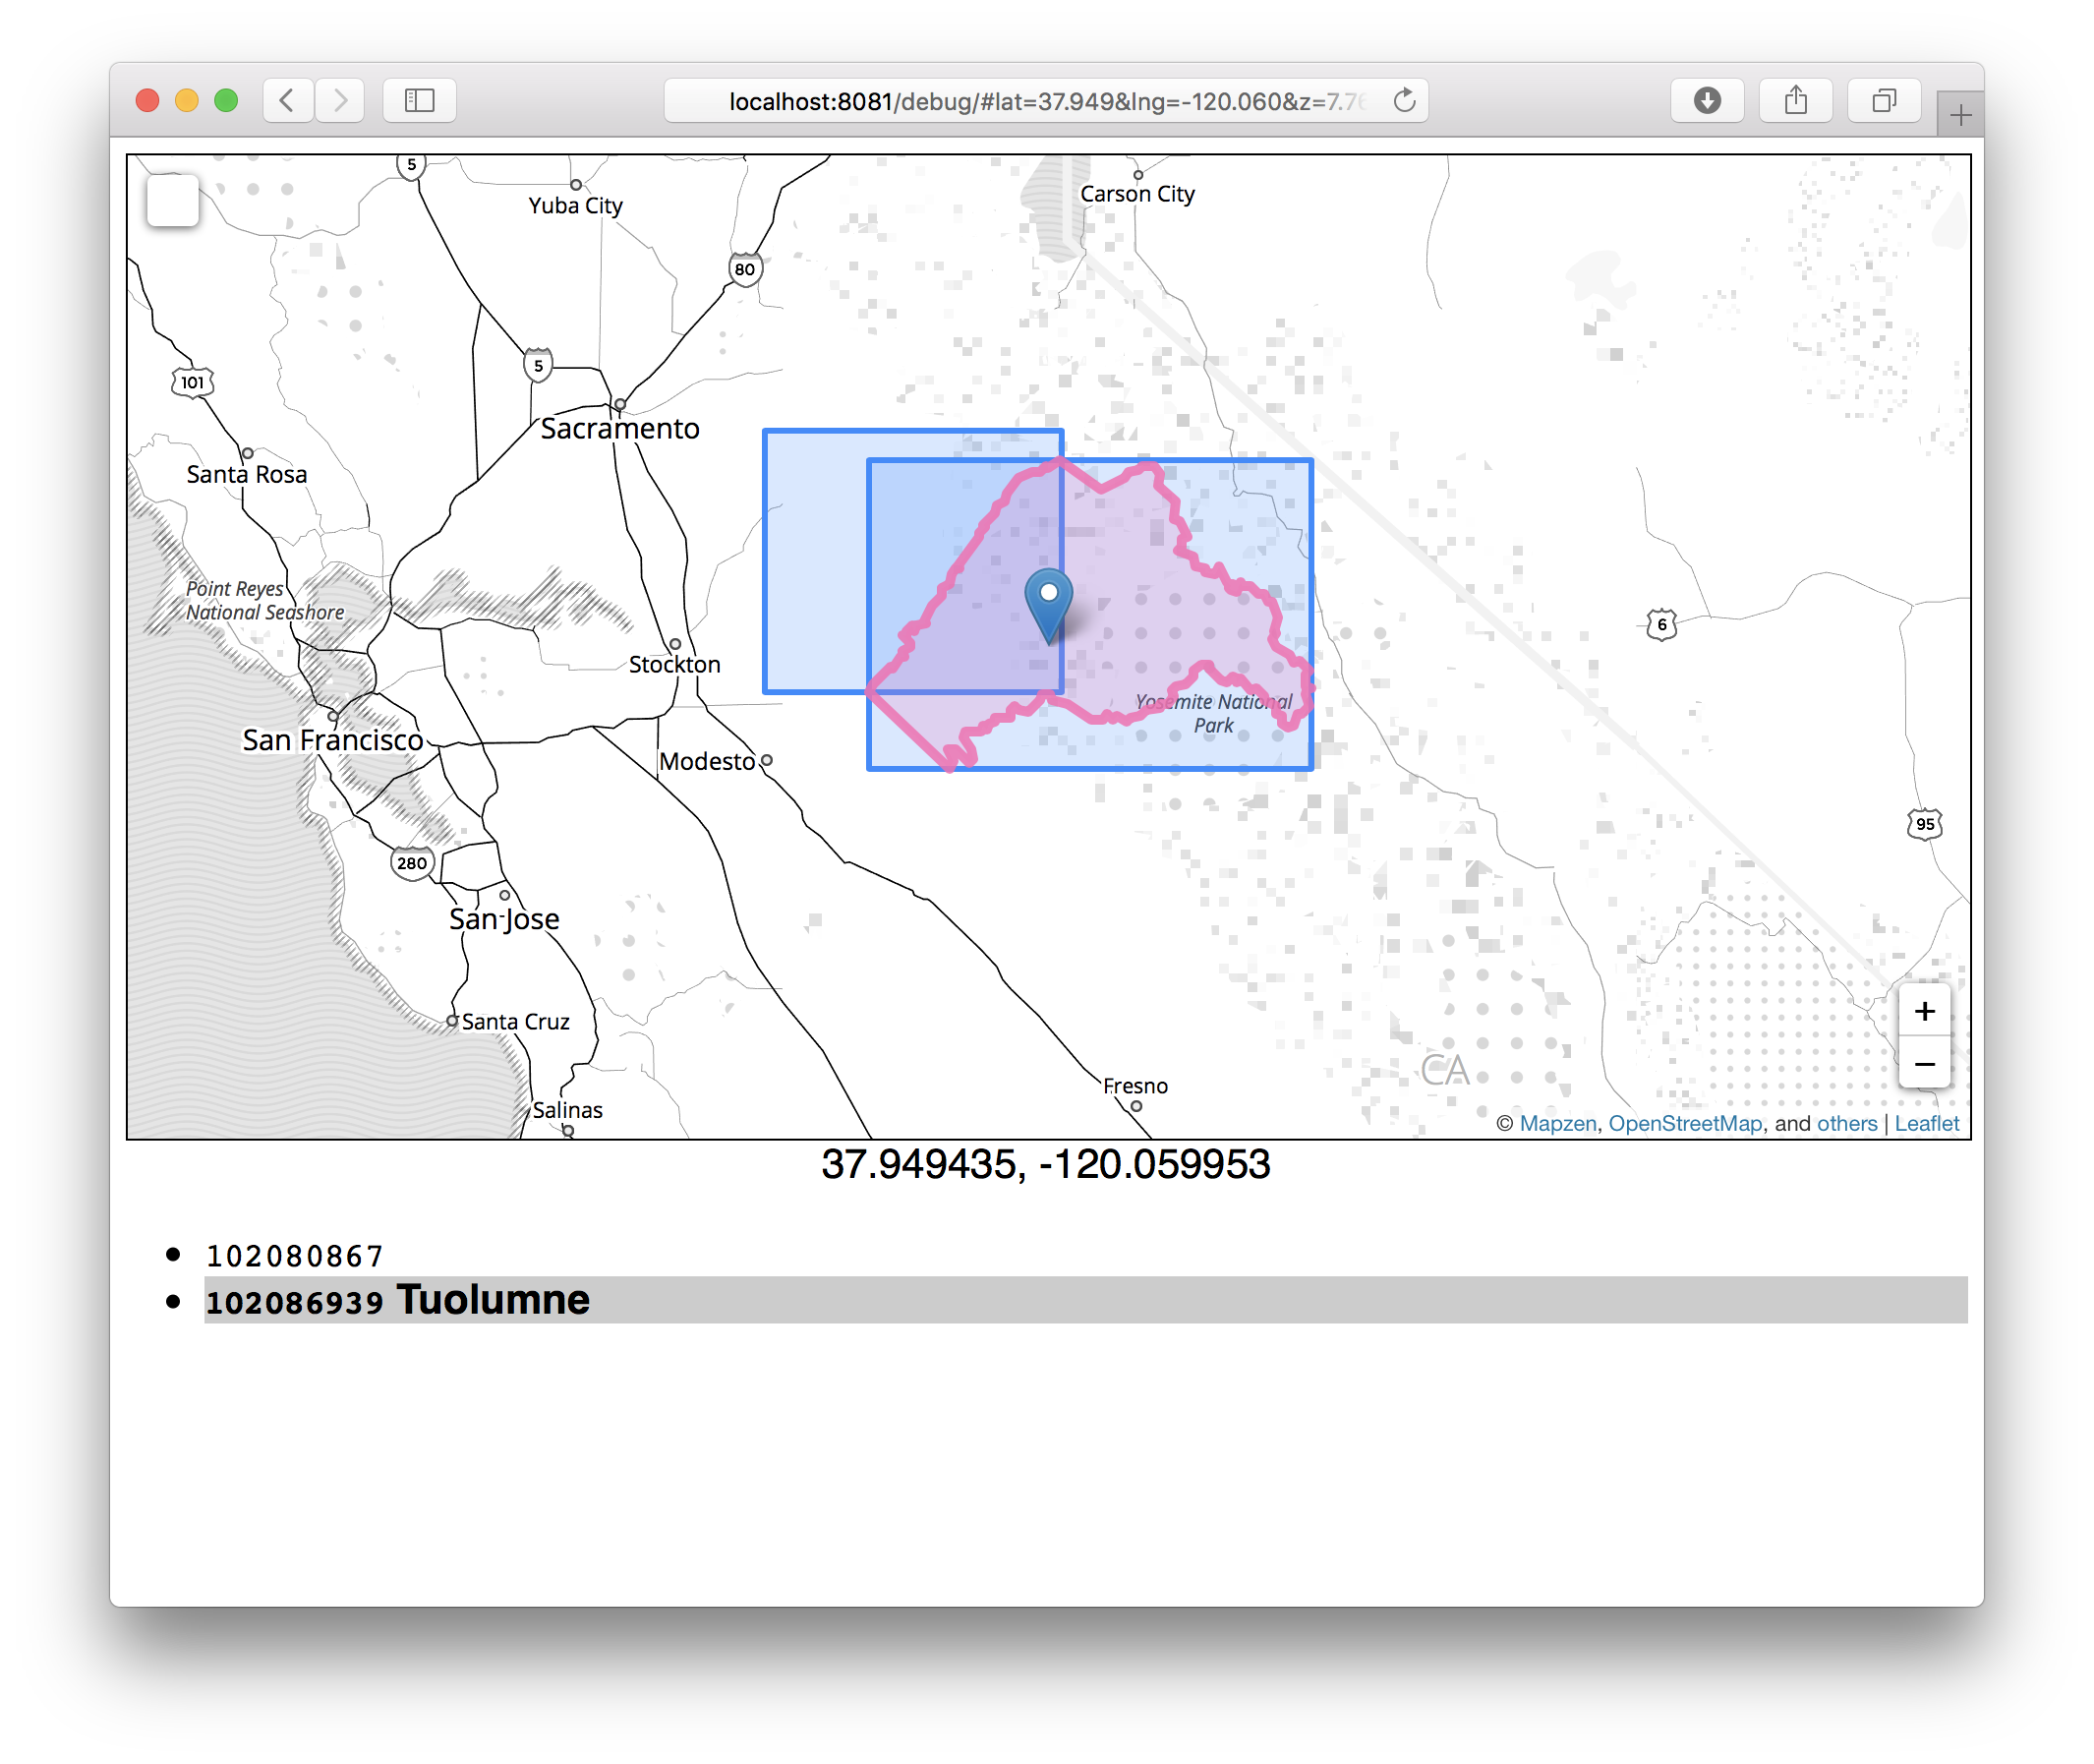 localhost:8081/debug/#lat=37.949&lng=-120.060&z=7.76
5
Yuba City
Carson City
80
5
101
Sacramento
Santa Rosa
Point Reyes
National Seashore
6
Stockton
Yosemite National
Park
San Francisco
Modesto
95
280
San Jose
Santa Cruz
+
−
CA
Fresno
Salinas
© Mapzen, OpenStreetMap, and others | Leaflet
37.949435, -120.059953
102080867
102086939 Tuolumne